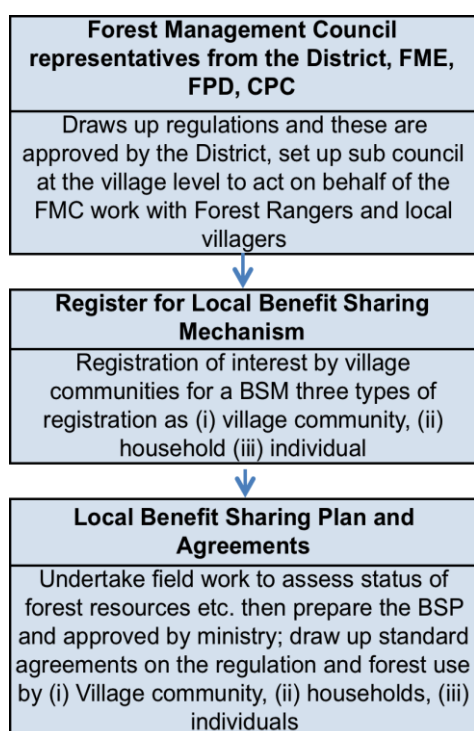 Forest Management Council
representatives from the District, FME,
FPD, CPC
Draws up regulations and these are
approved by the District, set up sub council
at the village level to act on behalf of the
FMC work with Forest Rangers and local
villagers
Register for Local Benefit Sharing
Mechanism
Registration of interest by village
communities for a BSM three types of
registration as (i) village community, (ii)
household (iii) individual
Local Benefit Sharing Plan and
Agreements
Undertake field work to assess status of
forest resources etc. then prepare the BSP
and approved by ministry; draw up standard
agreements on the regulation and forest use
by (i) Village community, (ii) households, (iii)
individuals